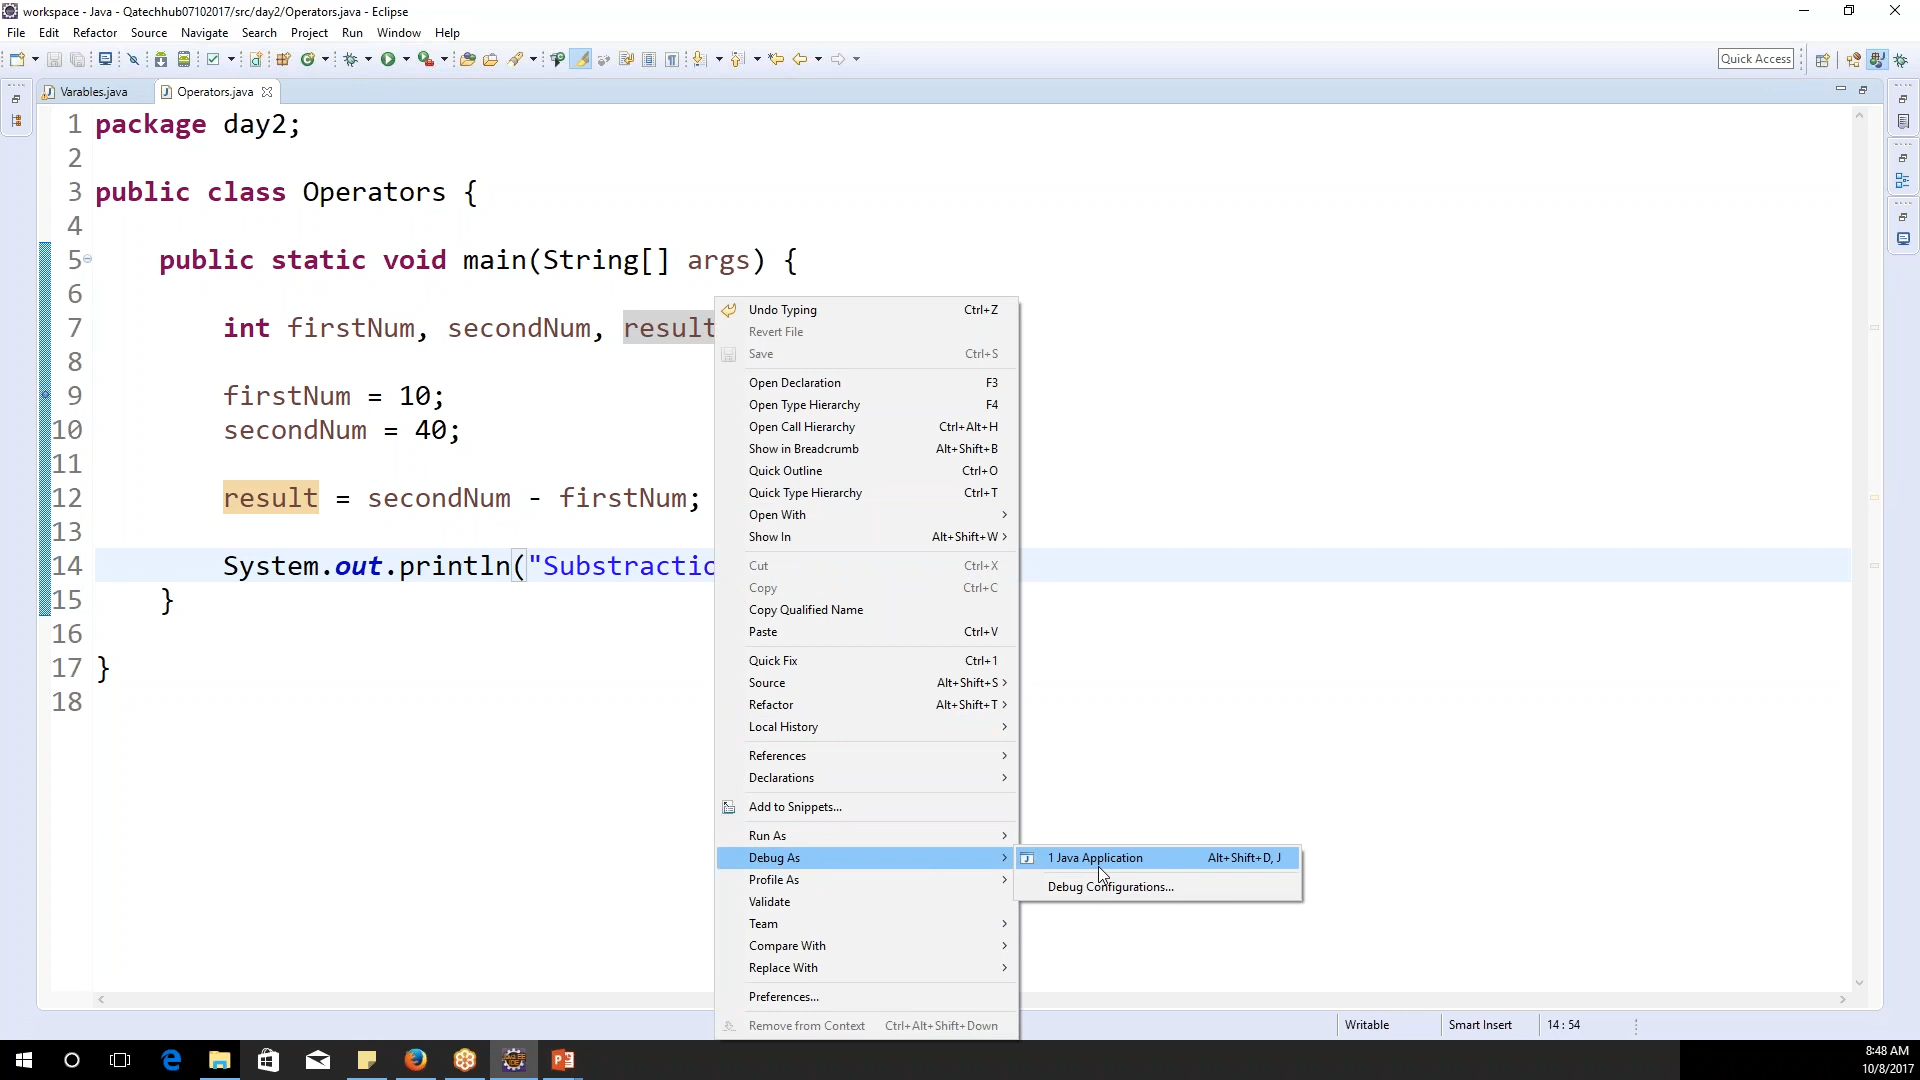 workspace - Java - Qatechhub07102017/src/day2/Operators.java - Eclipse
File Edit Refactor Source Navigate Search Project Run Window Help
Quick Access
Varables.java Operators.java
1 package day2;
2
3 public class Operators {
4
5 public static void main(String[] args) {
6
7 int firstNum, secondNum, result
8
9 firstNum = 10;
10 secondNum = 40;
11
12 result = secondNum - firstNum;
13
14 System.out.println("Substractio
15 }
16
17 }
18
Undo Typing Ctrl+Z
Revert File
Save Ctrl+S
Open Declaration F3
Open Type Hierarchy F4
Open Call Hierarchy Ctrl+Alt+H
Show in Breadcrumb Alt+Shift+B
Quick Outline Ctrl+O
Quick Type Hierarchy Ctrl+T
Open With
Show In Alt+Shift+W
Cut Ctrl+X
Copy Ctrl+C
Copy Qualified Name
Paste Ctrl+V
Quick Fix Ctrl+1
Source Alt+Shift+S
Refactor Alt+Shift+T
Local History
References
Declarations
Add to Snippets...
Run As
Debug As
Profile As
Validate
Team
Compare With
Replace With
Preferences...
Remove from Context Ctrl+Alt+Shift+Down
1 Java Application Alt+Shift+D, J
Debug Configurations...
Writable Smart Insert 14 : 54
8:48 AM
10/8/2017